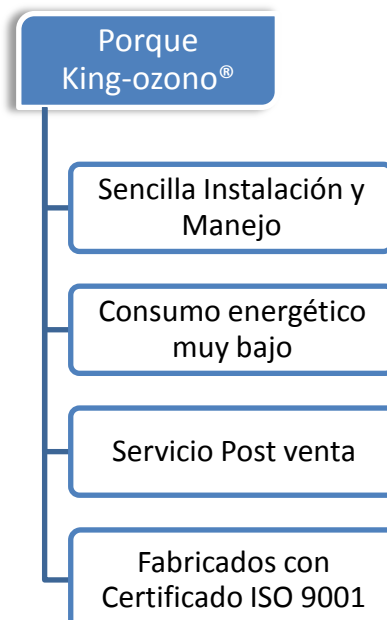 Porque
King-ozono®
Sencilla Instalación y
Manejo
Consumo energético
muy bajo
Servicio Post venta
Fabricados con
Certificado ISO 9001